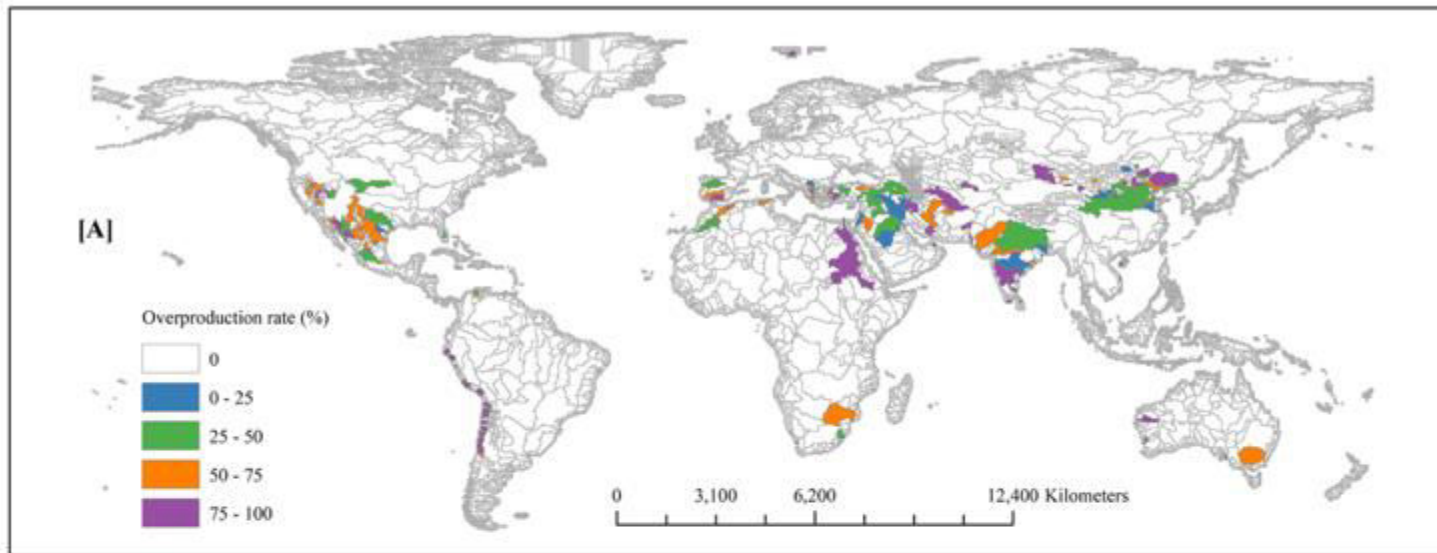 [A]
Overproduction rate (%)
0
0 - 25
25 - 50
50 - 75
75 - 100
0 3,100 6,200 12,400 Kilometers